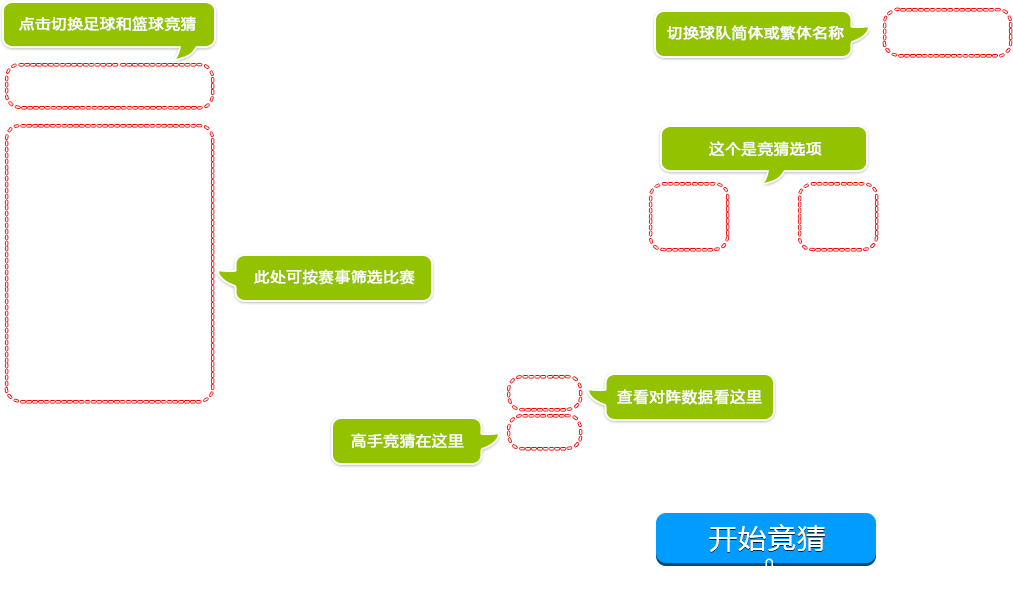 点击切换足球和篮球竞猜
切换球队简体或繁体名称
这个是竞猜选项
此处可按赛事筛选比赛
查看对阵数据看这里
高手竞猜在这里
开始竞猜